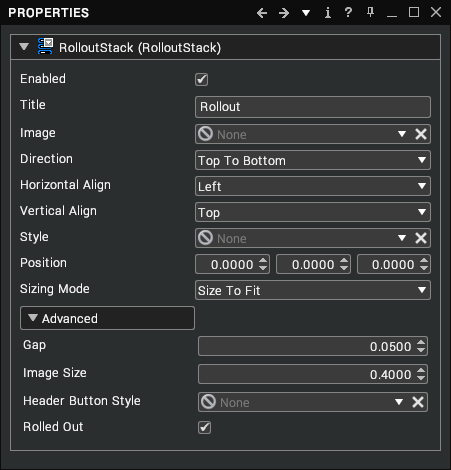 PROPERTIES
RolloutStack (RolloutStack)
Enabled
Title Rollout
Image None
Direction Top To Bottom
Horizontal Align Left
Vertical Align Top
Style None
Position 0.0000 0.0000 0.0000
Sizing Mode Size To Fit
Advanced
Gap 0.0500
Image Size 0.4000
Header Button Style None
Rolled Out